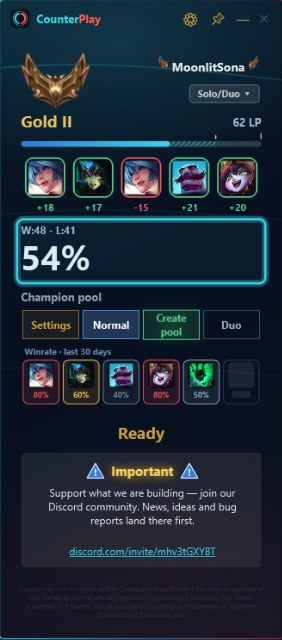 CounterPlay
MoonlitSona
Solo/Duo
Gold II
62 LP
+18 +17 -15 +21 +20
W:48 - L:41
54%
Champion pool
Settings
Normal
Create
pool
Duo
Winrate • last 30 days
80% 60% 40% 80% 50%
Ready
Important
Support what we are building — join our
Discord community. News, ideas and bug
reports land there first.
discord.com/invite/mhv3tGXYBT